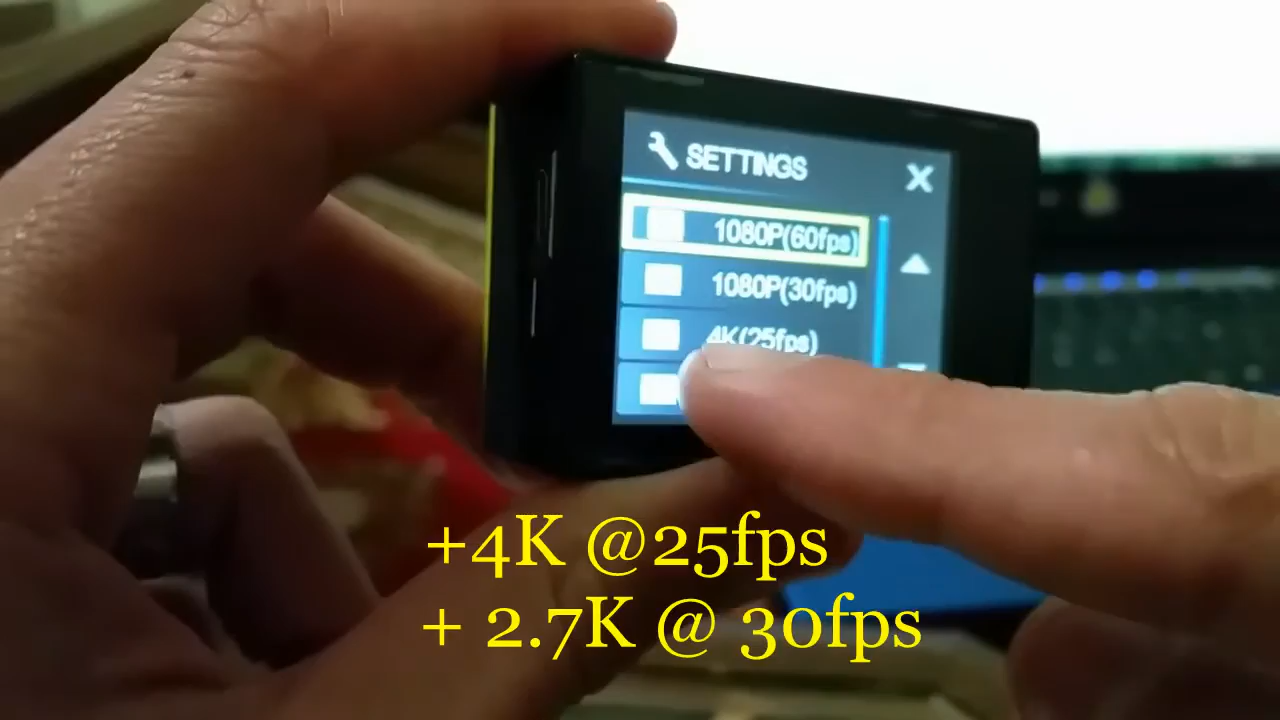 SETTINGS X
1080P(60fps)
1080P(30fps)
4K(25fps)
+4K @25fps
+ 2.7K @ 30fps